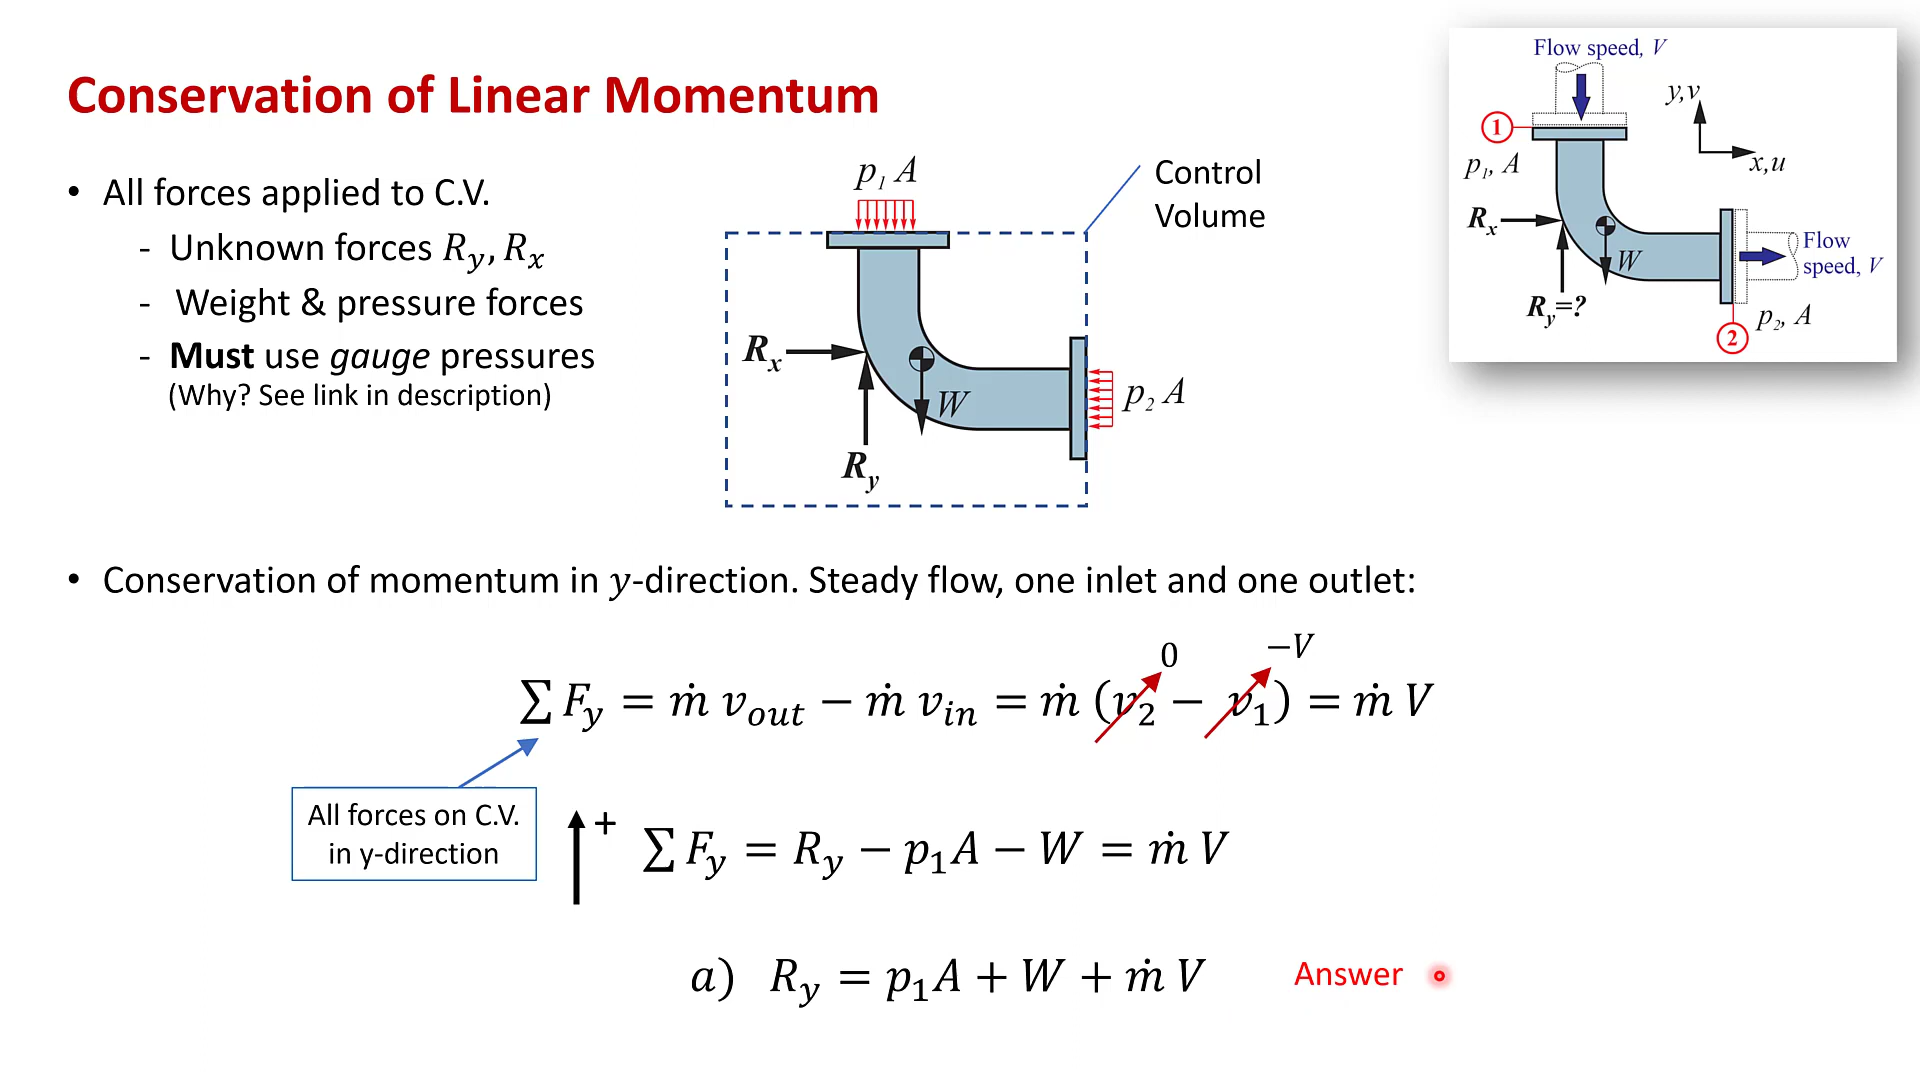 Conservation of Linear Momentum
• All forces applied to C.V.
- Unknown forces R_y, R_x
- Weight & pressure forces
- Must use gauge pressures
(Why? See link in description)
p_1 A
Control
Volume
R_x
W
R_y
p_2 A
Flow speed, V
y,v
1
x,u
p_1, A
R_x
W
Flow
speed, V
R_y=?
p_2, A
2
• Conservation of momentum in y-direction. Steady flow, one inlet and one outlet:
0
−V
∑ F_y = ṁ v_out − ṁ v_in = ṁ (v_2 − v_1) = ṁ V
All forces on C.V.
in y-direction
+
∑ F_y = R_y − p_1A − W = ṁ V
a) R_y = p_1A + W + ṁ V
Answer